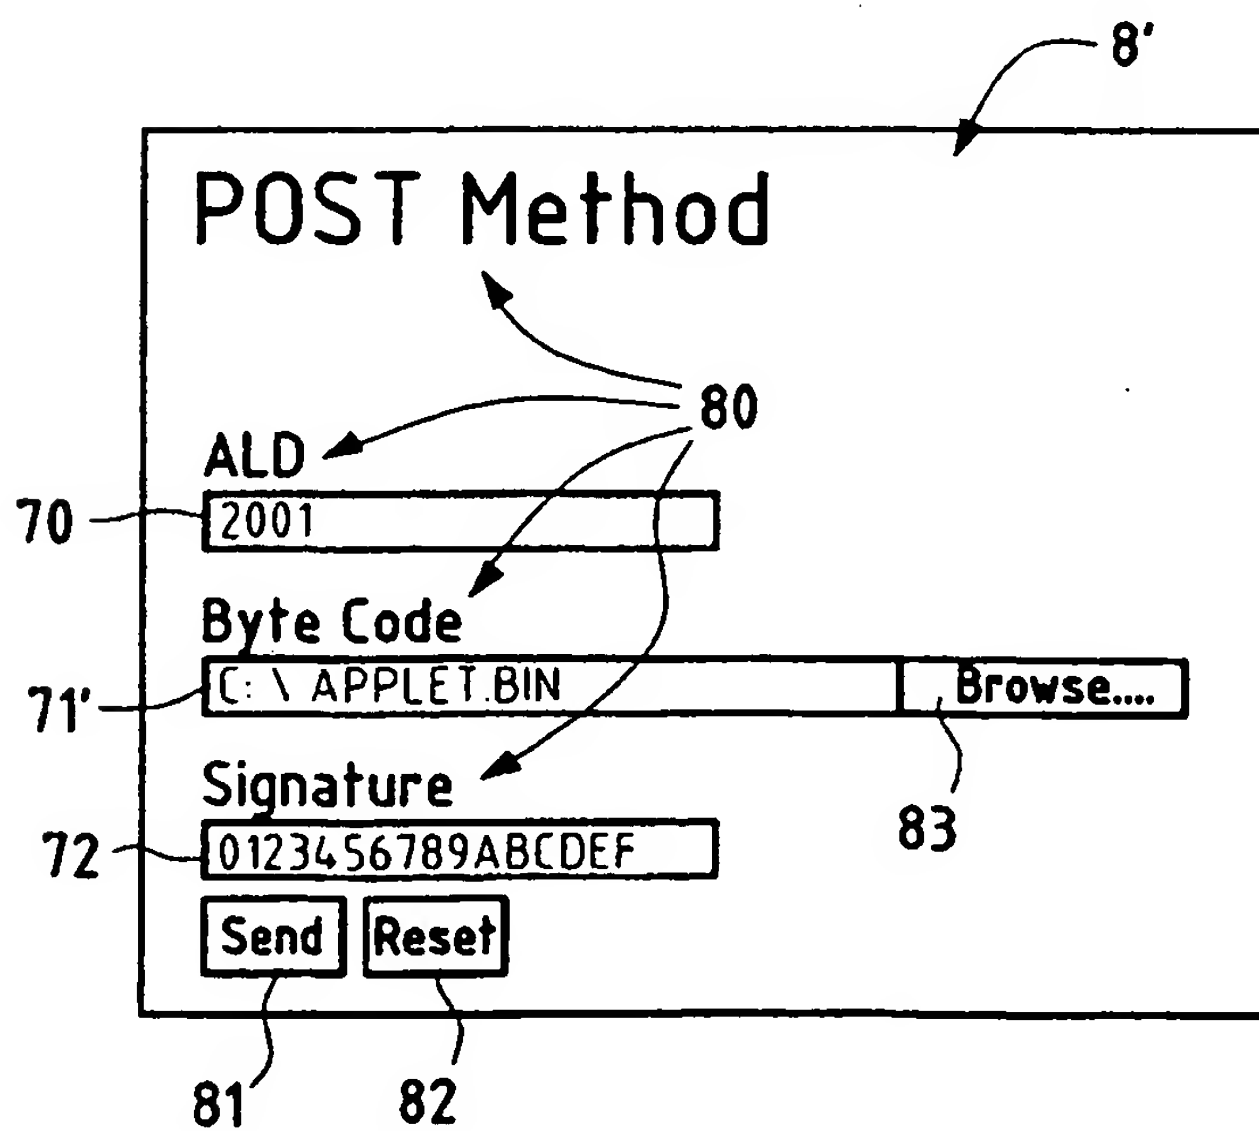 8'
POST Method
80
ALD
70 2001
Byte Code
71' C: \ APPLET.BIN Browse....
83
Signature
72 0123456789ABCDEF
Send Reset
81 82